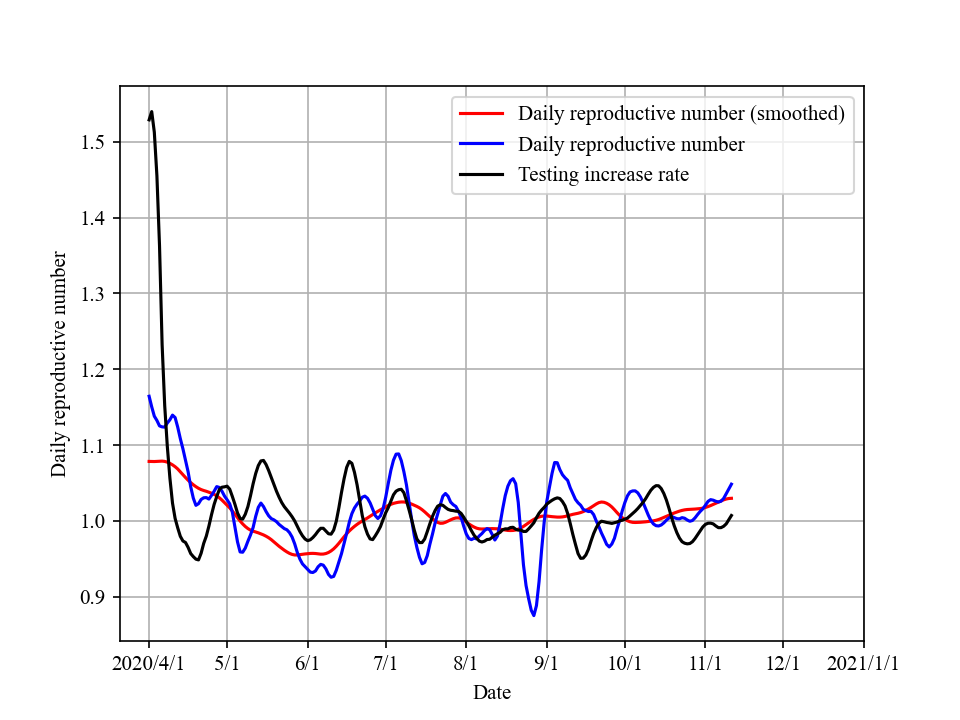 Daily reproductive number (smoothed)
Daily reproductive number
Testing increase rate
Daily reproductive number
1.5
1.4
1.3
1.2
1.1
1.0
0.9
2020/4/1 5/1 6/1 7/1 8/1 9/1 10/1 11/1 12/1 2021/1/1
Date